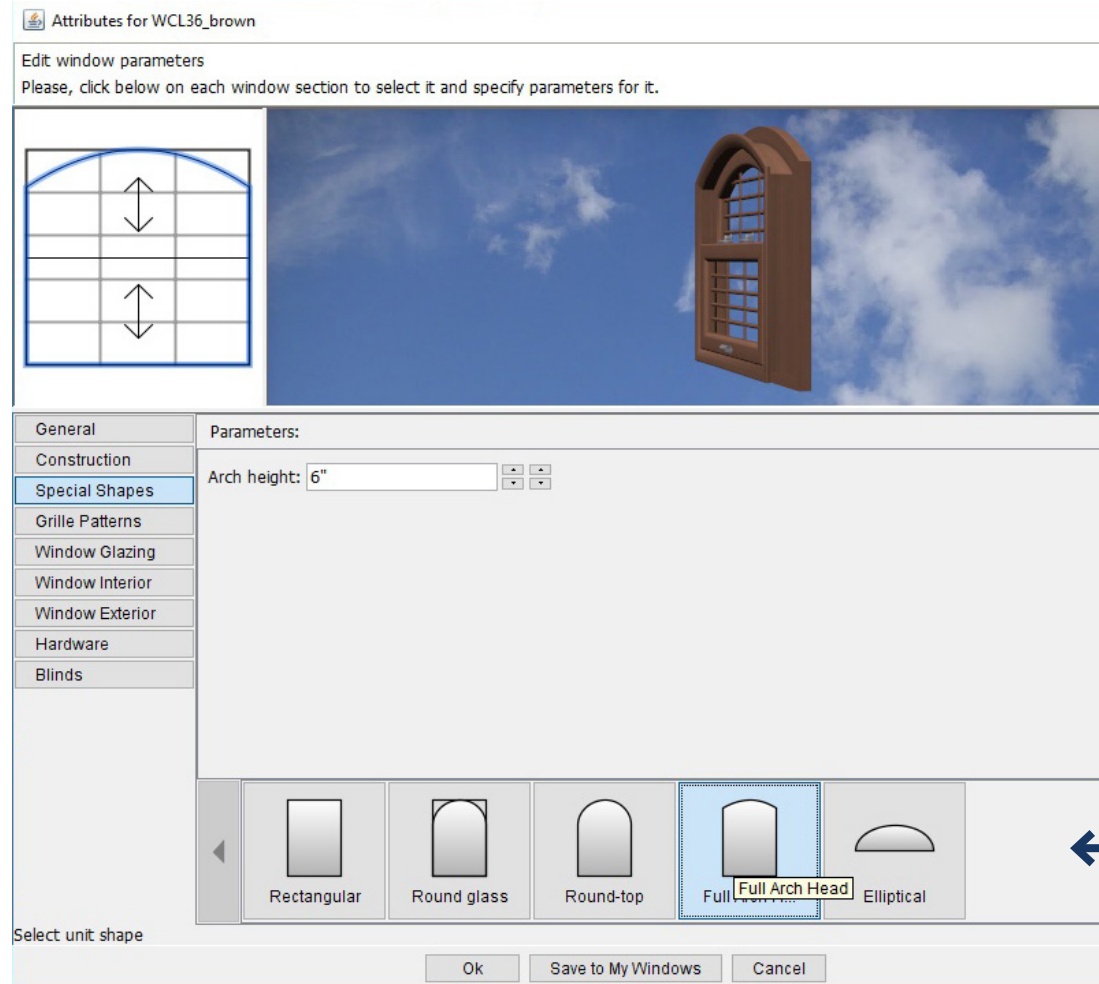 Attributes for WCL36_brown
Edit window parameters
Please, click below on each window section to select it and specify parameters for it.
General
Construction
Special Shapes
Grille Patterns
Window Glazing
Window Interior
Window Exterior
Hardware
Blinds
Parameters:
Arch height: 6"
Rectangular
Round glass
Round-top
Full Arch Head
Elliptical
Select unit shape
Ok
Save to My Windows
Cancel